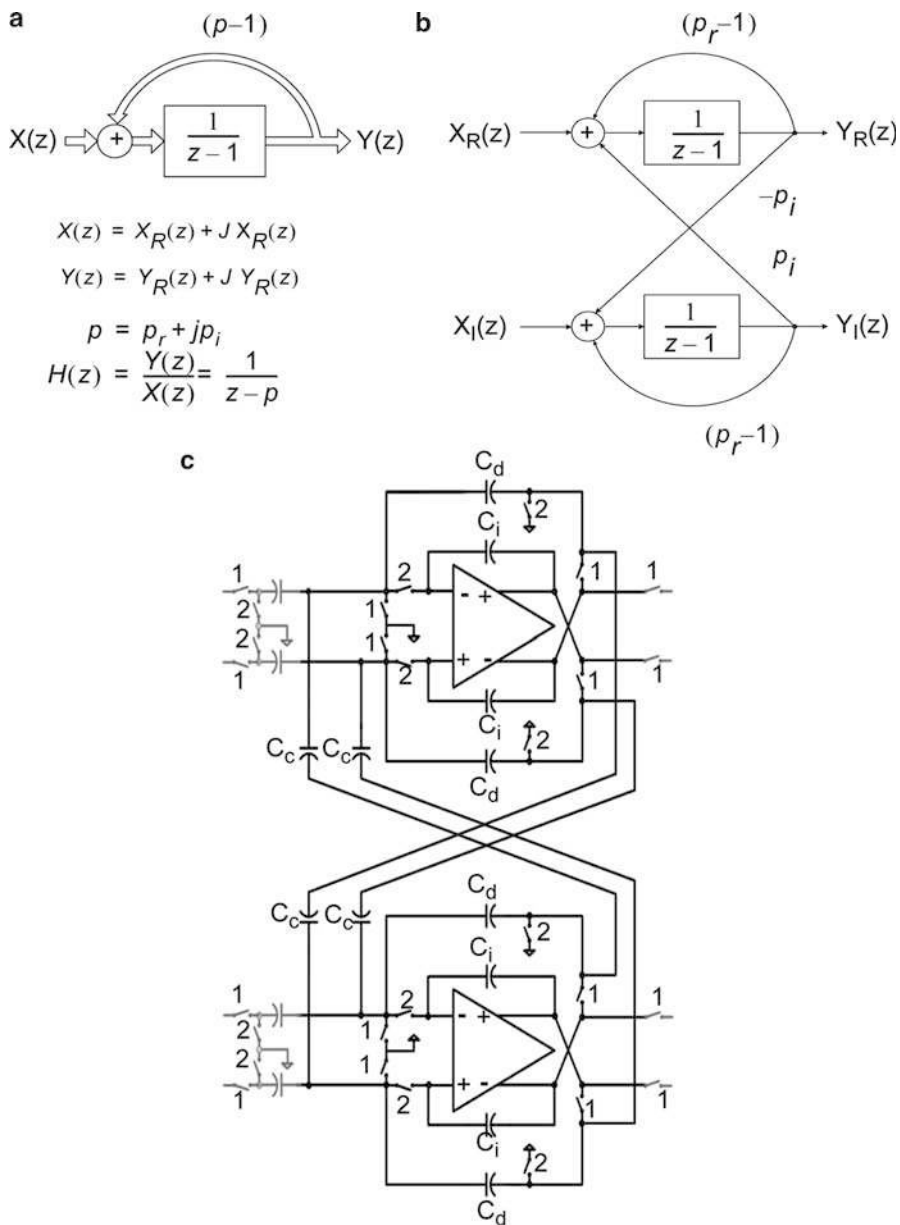 a
(p−1)
X(z)
+
1
z − 1
Y(z)
X(z) = X_R(z) + J X_R(z)
Y(z) = Y_R(z) + J Y_R(z)
p = p_r + jp_i
H(z) = Y(z)/X(z) = 1/(z − p)
b
(p_r−1)
X_R(z)
+
1
z − 1
Y_R(z)
−p_i
p_i
X_I(z)
+
1
z − 1
Y_I(z)
(p_r−1)
c
C_d
2
C_i
1
2
- +
1
1
2
1
2
1
+ -
1
1
2
C_i
2
C_c
C_c
C_d
C_c
C_c
C_d
2
C_i
1
2
- +
1
1
2
1
2
1
+ -
1
1
2
C_i
2
C_d